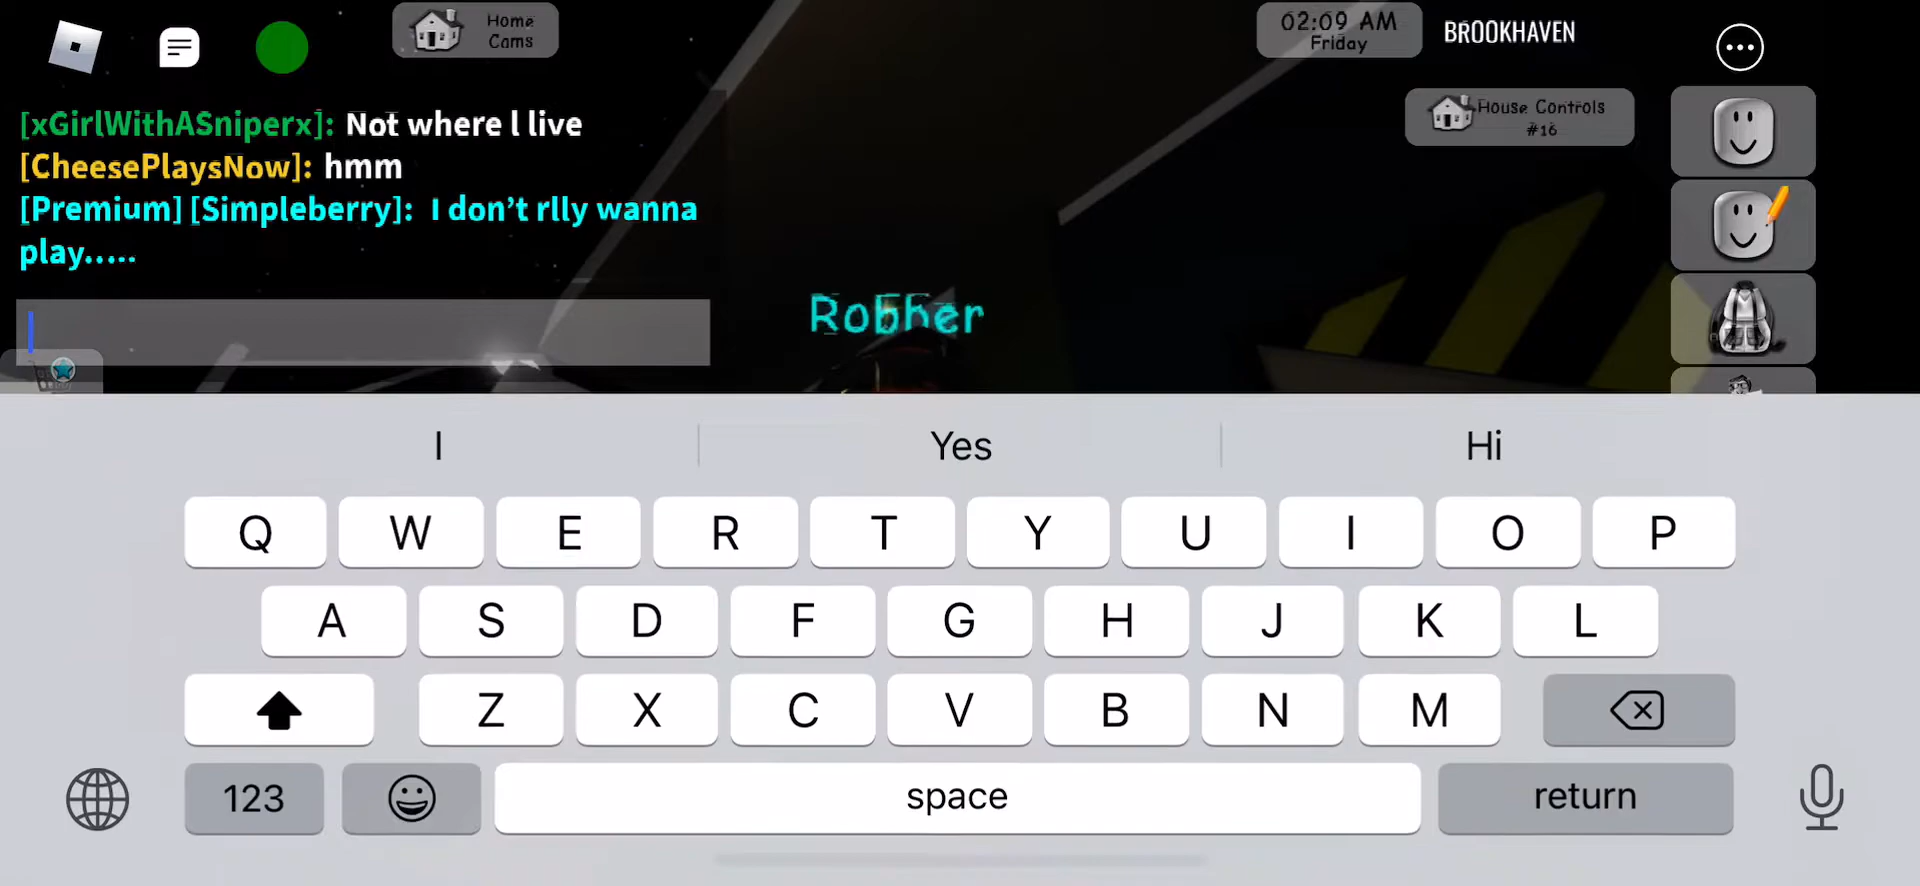 Home
Cams
02:09 AM
Friday
BROOKHAVEN
House Controls
#16
[xGirlWithASniperx]: Not where l live
[CheesePlaysNow]: hmm
[Premium] [Simpleberry]: I don’t rlly wanna
play.....
Robber
I Yes Hi
Q W E R T Y U I O P
A S D F G H J K L
Z X C V B N M
123 space return